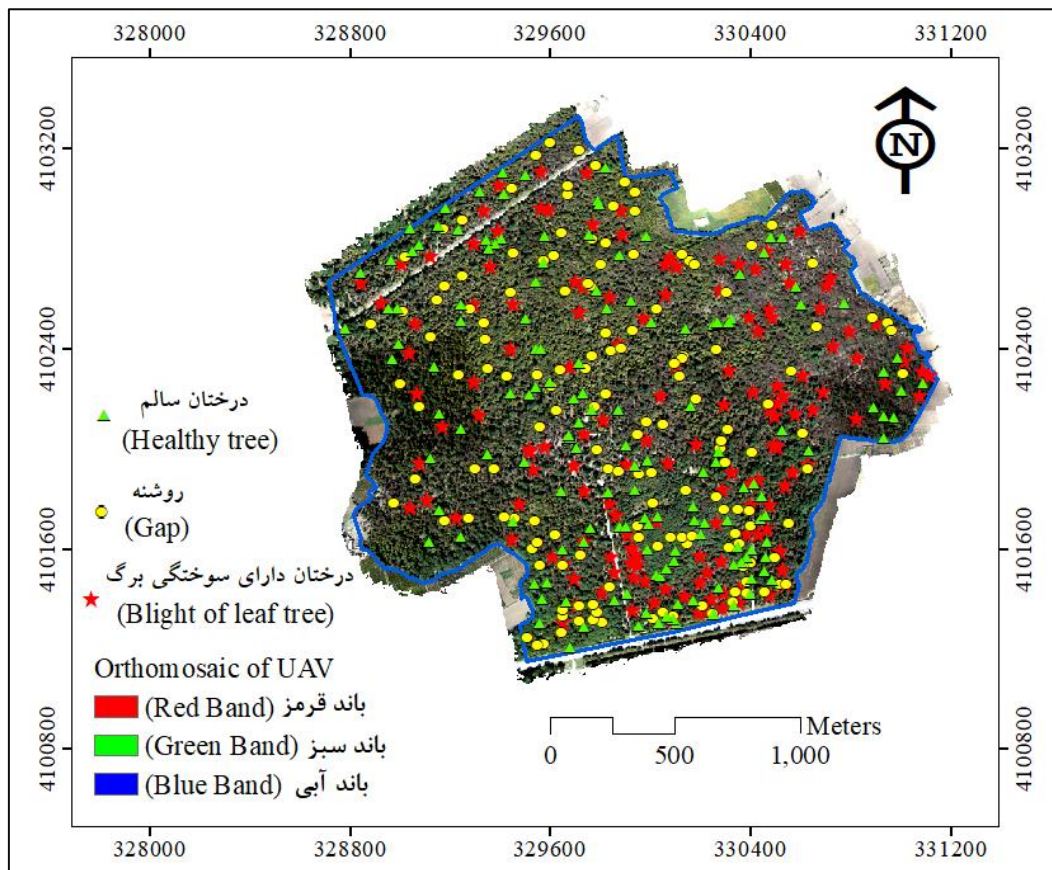 328000 328800 329600 330400 331200
4103200 4103200
N
4102400 4102400
درختان سالم
(Healthy tree)
روشنه
(Gap)
4101600 4101600
درختان دارای سوختگی برگ
(Blight of leaf tree)
Orthomosaic of UAV
(Red Band) باند قرمز
(Green Band) باند سبز
(Blue Band) باند آبی
Meters
0 500 1,000
4100800 4100800
328000 328800 329600 330400 331200